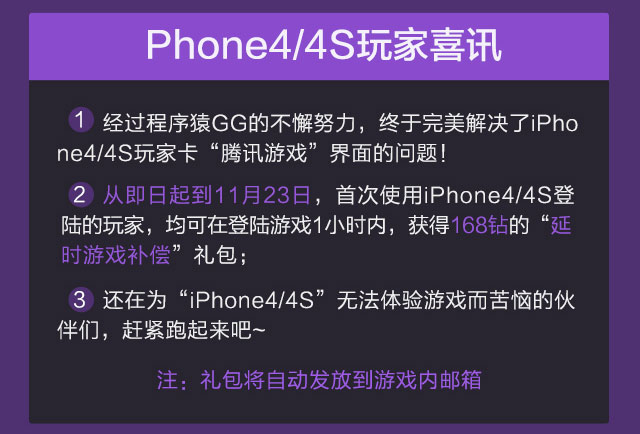 Phone4/4S玩家喜讯
1 经过程序猿GG的不懈努力，终于完美解决了iPho
ne4/4S玩家卡“腾讯游戏”界面的问题！
2 从即日起到11月23日，首次使用iPhone4/4S登
陆的玩家，均可在登陆游戏1小时内，获得168钻的“延
时游戏补偿”礼包；
3 还在为“iPhone4/4S”无法体验游戏而苦恼的伙
伴们，赶紧跑起来吧~
注：礼包将自动发放到游戏内邮箱